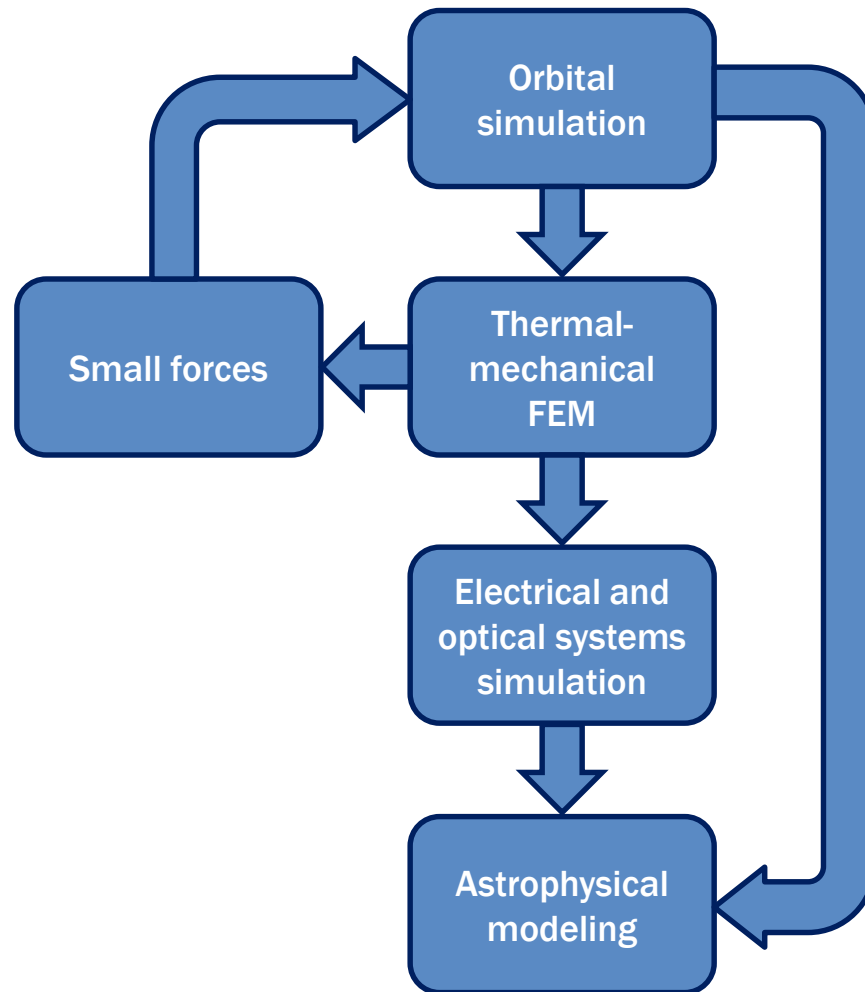 Orbital
simulation
Small forces
Thermal-
mechanical
FEM
Electrical and
optical systems
simulation
Astrophysical
modeling